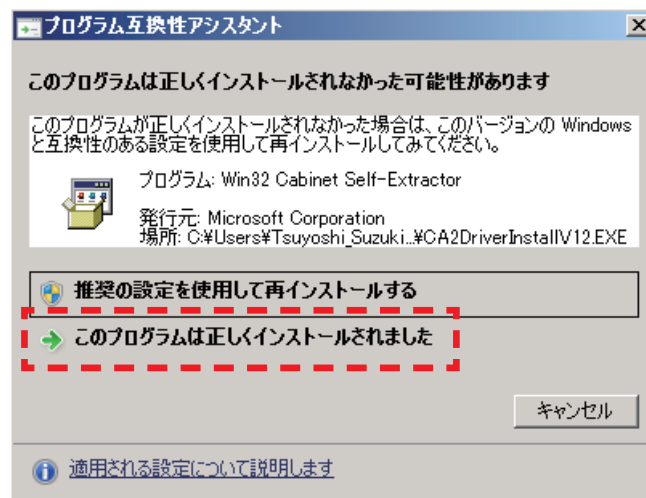 プログラム互換性アシスタント
このプログラムは正しくインストールされなかった可能性があります
このプログラムが正しくインストールされなかった場合は、このバージョンの Windows
と互換性のある設定を使用して再インストールしてみてください。
プログラム: Win32 Cabinet Self-Extractor
発行元: Microsoft Corporation
場所: C:¥Users¥Tsuyoshi_Suzuki...¥CA2DriverInstallV12.EXE
推奨の設定を使用して再インストールする
このプログラムは正しくインストールされました
キャンセル
適用される設定について説明します